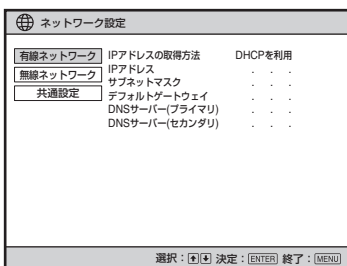 ネットワーク設定
有線ネットワーク
無線ネットワーク
共通設定
IPアドレスの取得方法 DHCPを利用
IPアドレス . . .
サブネットマスク . . .
デフォルトゲートウェイ . . .
DNSサーバー(プライマリ) . . .
DNSサーバー(セカンダリ) . . .
選択：↑↓ 決定：ENTER 終了：MENU